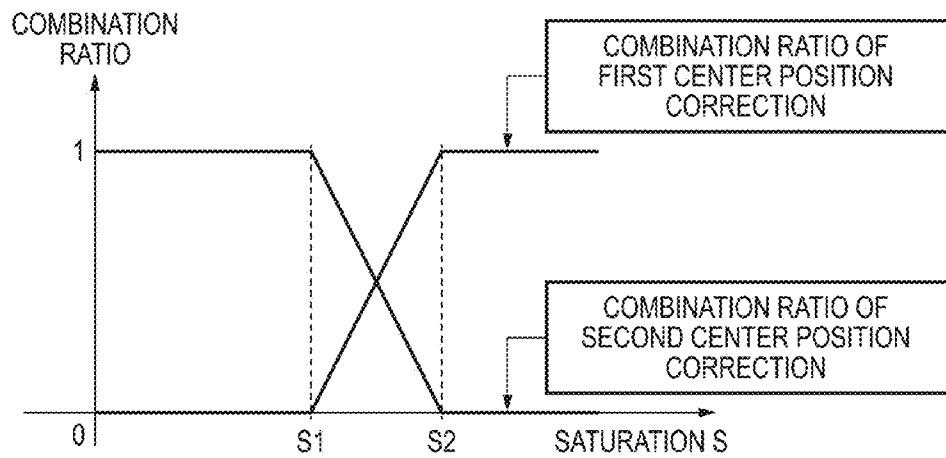 COMBINATION
RATIO
COMBINATION RATIO OF
FIRST CENTER POSITION
CORRECTION
1
COMBINATION RATIO OF
SECOND CENTER POSITION
CORRECTION
0
S1
S2
SATURATION S